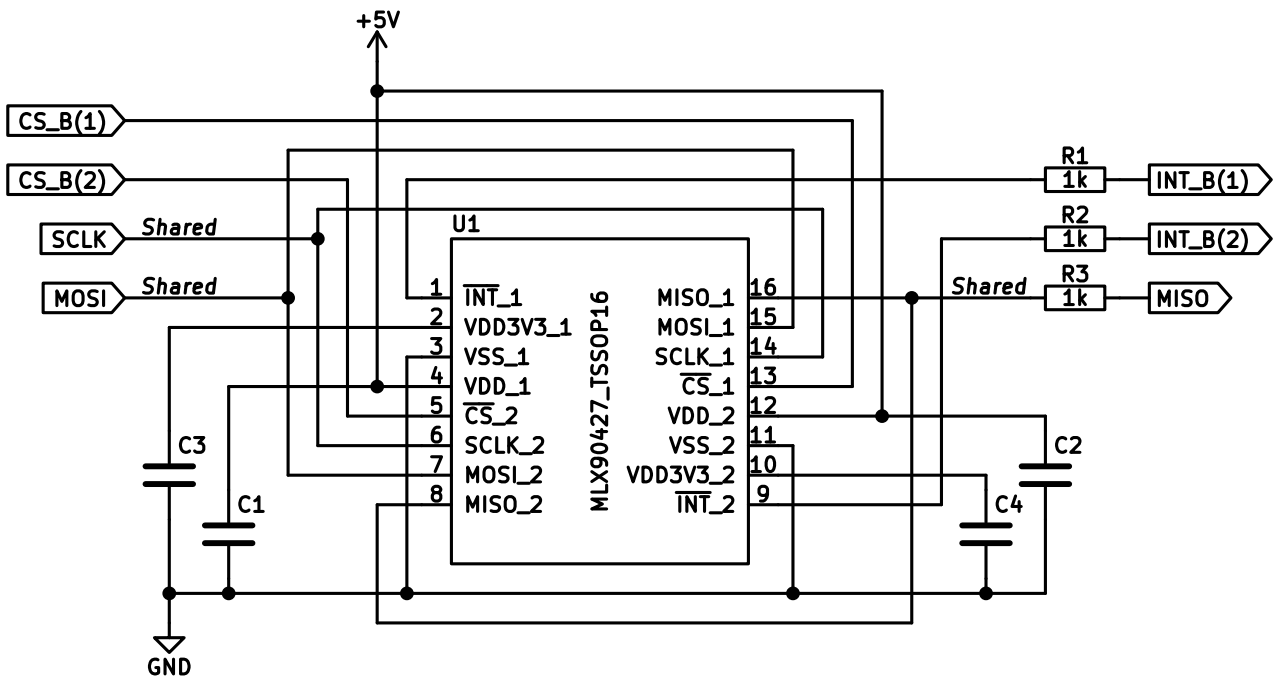 +5V
CS_B(1)
CS_B(2)
SCLK
Shared
MOSI
Shared
U1
MLX90427_TSSOP16
1
INT_1
2
VDD3V3_1
3
VSS_1
4
VDD_1
5
CS_2
6
SCLK_2
7
MOSI_2
8
MISO_2
MISO_1
16
MOSI_1
15
SCLK_1
14
CS_1
13
VDD_2
12
VSS_2
11
VDD3V3_2
10
INT_2
9
R1
1k
INT_B(1)
R2
1k
INT_B(2)
Shared
R3
1k
MISO
C3
C1
C2
C4
GND